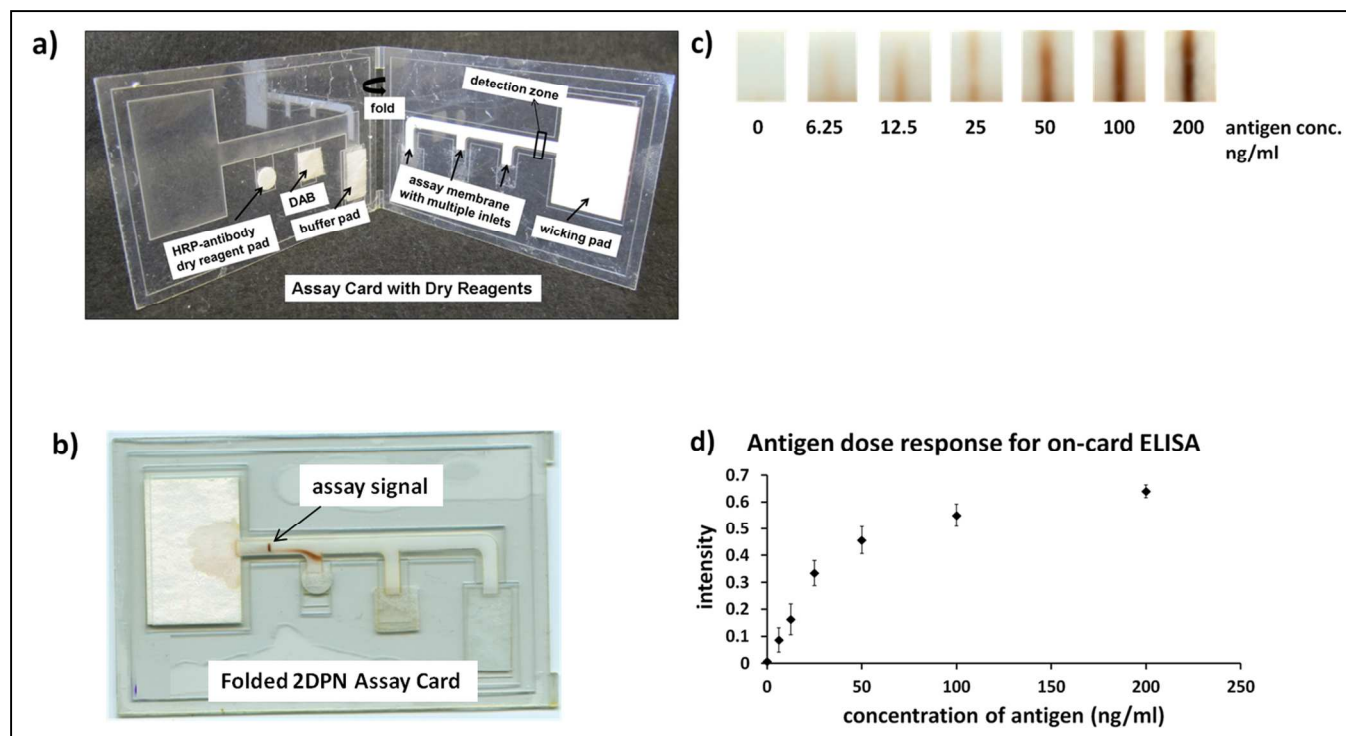 a)
fold
detection zone
HRP-antibody
dry reagent pad
DAB
buffer pad
assay membrane
with multiple inlets
wicking pad
Assay Card with Dry Reagents
b)
assay signal
Folded 2DPN Assay Card
c)
0 6.25 12.5 25 50 100 200 antigen conc.
ng/ml
d) Antigen dose response for on-card ELISA
0.7
0.6
0.5
0.4
0.3
0.2
0.1
0
intensity
0 50 100 150 200 250
concentration of antigen (ng/ml)